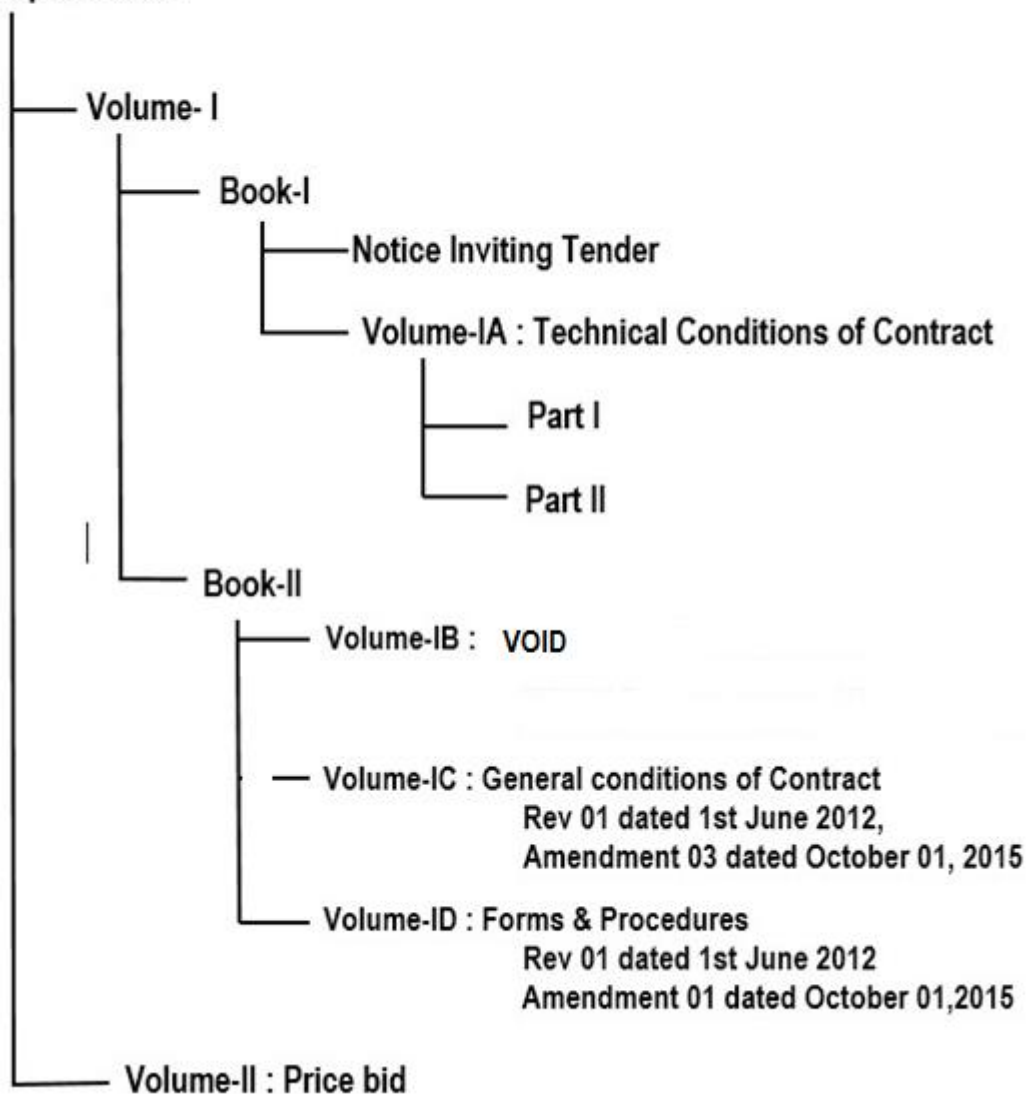 Volume- I
Book-I
Notice Inviting Tender
Volume-IA : Technical Conditions of Contract
Part I
Part II
Book-II
Volume-IB : VOID
Volume-IC : General conditions of Contract
Rev 01 dated 1st June 2012,
Amendment 03 dated October 01, 2015
Volume-ID : Forms & Procedures
Rev 01 dated 1st June 2012
Amendment 01 dated October 01,2015
Volume-II : Price bid